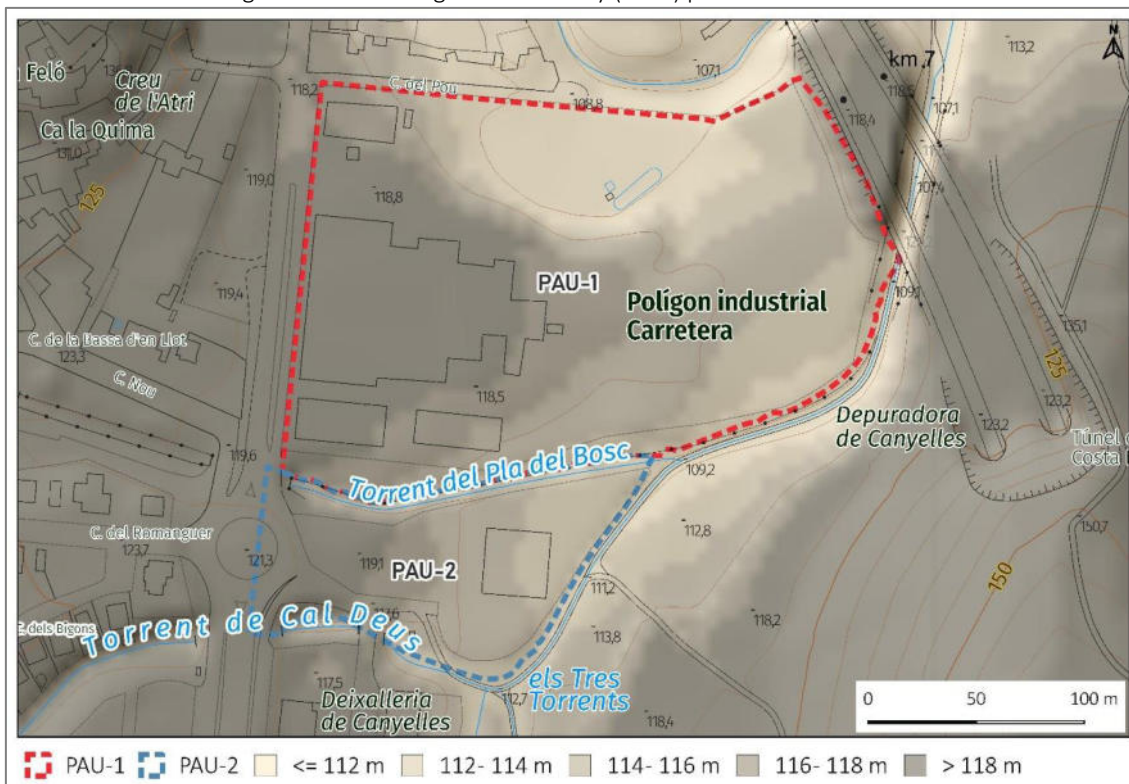 N
km 7
113,2
107,1
118,5
107,1
a Feló
Creu
de l'Atri
Ca la Quima
131,0
125
118,2
C. del Pou
108,8
118,4
107,4
119,0
118,8
119,4
PAU-1
Polígon industrial
Carretera
135,1
125
C. de la Bassa d'en Llot
123,3
C. Nou
118,5
123,2
123,2
Depuradora
de Canyelles
Túnel
Costa
119,6
Torrent del Pla del Bosc
109,2
C. del Romanguer
123,7
121,3
119,1
PAU-2
112,8
150,7
150
111,2
C. dels Bigons
Torrent de Cal Deus
113,8
118,2
117,5
Deixalleria
de Canyelles
els Tres
Torrents
112,7
118,4
0 50 100 m
PAU-1 PAU-2 <= 112 m 112- 114 m 114- 116 m 116- 118 m > 118 m